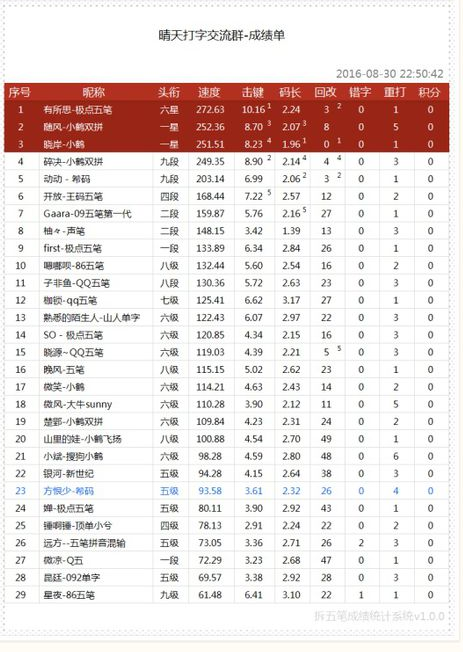 晴天打字交流群-成绩单
2016-08-30 22:50:42
序号 昵称 头衔 速度 击键 码长 回改 错字 重打 积分
1 有所思-极点五笔 六星 272.63 10.16 1 2.24 3 2 0 1 0
2 随风-小鹤双拼 一星 252.36 8.70 3 2.07 3 8 0 5 0
3 晓岸-小鹤 一星 251.51 8.23 4 1.96 1 0 1 0 1 0
4 碎决-小鹤双拼 九段 249.35 8.90 2 2.14 4 4 4 0 3 0
5 动动-小鹤 九段 203.14 6.99 2.06 2 3 2 0 1 0
6 开放-王码五笔 四段 168.44 7.22 5 2.57 12 0 2 0
7 Gaara-09五笔第一代 二段 159.87 5.76 2.16 5 27 0 1 0
8 柚々-声笔 二段 148.15 3.42 1.39 13 0 3 0
9 first-极点五笔 一段 133.89 6.34 2.84 26 0 1 0
10 嗯哪呗-86五笔 八级 132.44 5.60 2.54 16 0 2 0
11 子非鱼-QQ五笔 八段 130.36 5.72 2.63 23 0 3 0
12 枷锁-qq五笔 七级 125.41 6.62 3.17 27 0 1 0
13 熟悉的陌生人-山人单字 六级 122.43 6.07 2.97 22 0 3 0
14 SO-极点五笔 六级 120.85 4.34 2.15 16 0 3 0
15 晓源~QQ五笔 六级 119.03 4.39 2.21 5 5 0 3 0
16 晚风-五笔 八级 115.15 5.02 2.62 23 0 1 0
17 微笑-小鹤 六级 114.21 4.63 2.43 14 0 2 0
18 微风-大牛sunny 六级 110.28 3.90 2.12 11 0 5 0
19 楚郢-小鹤双拼 六级 109.84 4.23 2.31 24 0 2 0
20 山里的娃-小鹤飞扬 八级 100.88 4.54 2.70 49 0 1 0
21 小斌-搜狗小鹤 六级 98.28 4.59 2.80 48 0 6 0
22 银河-新世纪 五级 94.28 4.15 2.64 38 0 3 0
23 方恨少-希码 五级 93.58 3.61 2.32 26 0 4 0
24 婵-极点五笔 五级 80.11 3.90 2.92 43 0 1 0
25 锤啊锤-顶单小兮 四级 78.13 2.91 2.24 22 0 2 0
26 远方--五笔拼音混输 五级 73.05 3.36 2.71 26 2 3 0
27 微凉-Q五 一段 72.29 3.23 2.68 47 0 1 0
28 昆廷-092单字 五级 69.57 3.38 2.92 28 0 3 0
29 星夜-86五笔 九级 61.48 6.41 3.10 22 1 1 0
拆五笔成绩统计系统v1.0.0